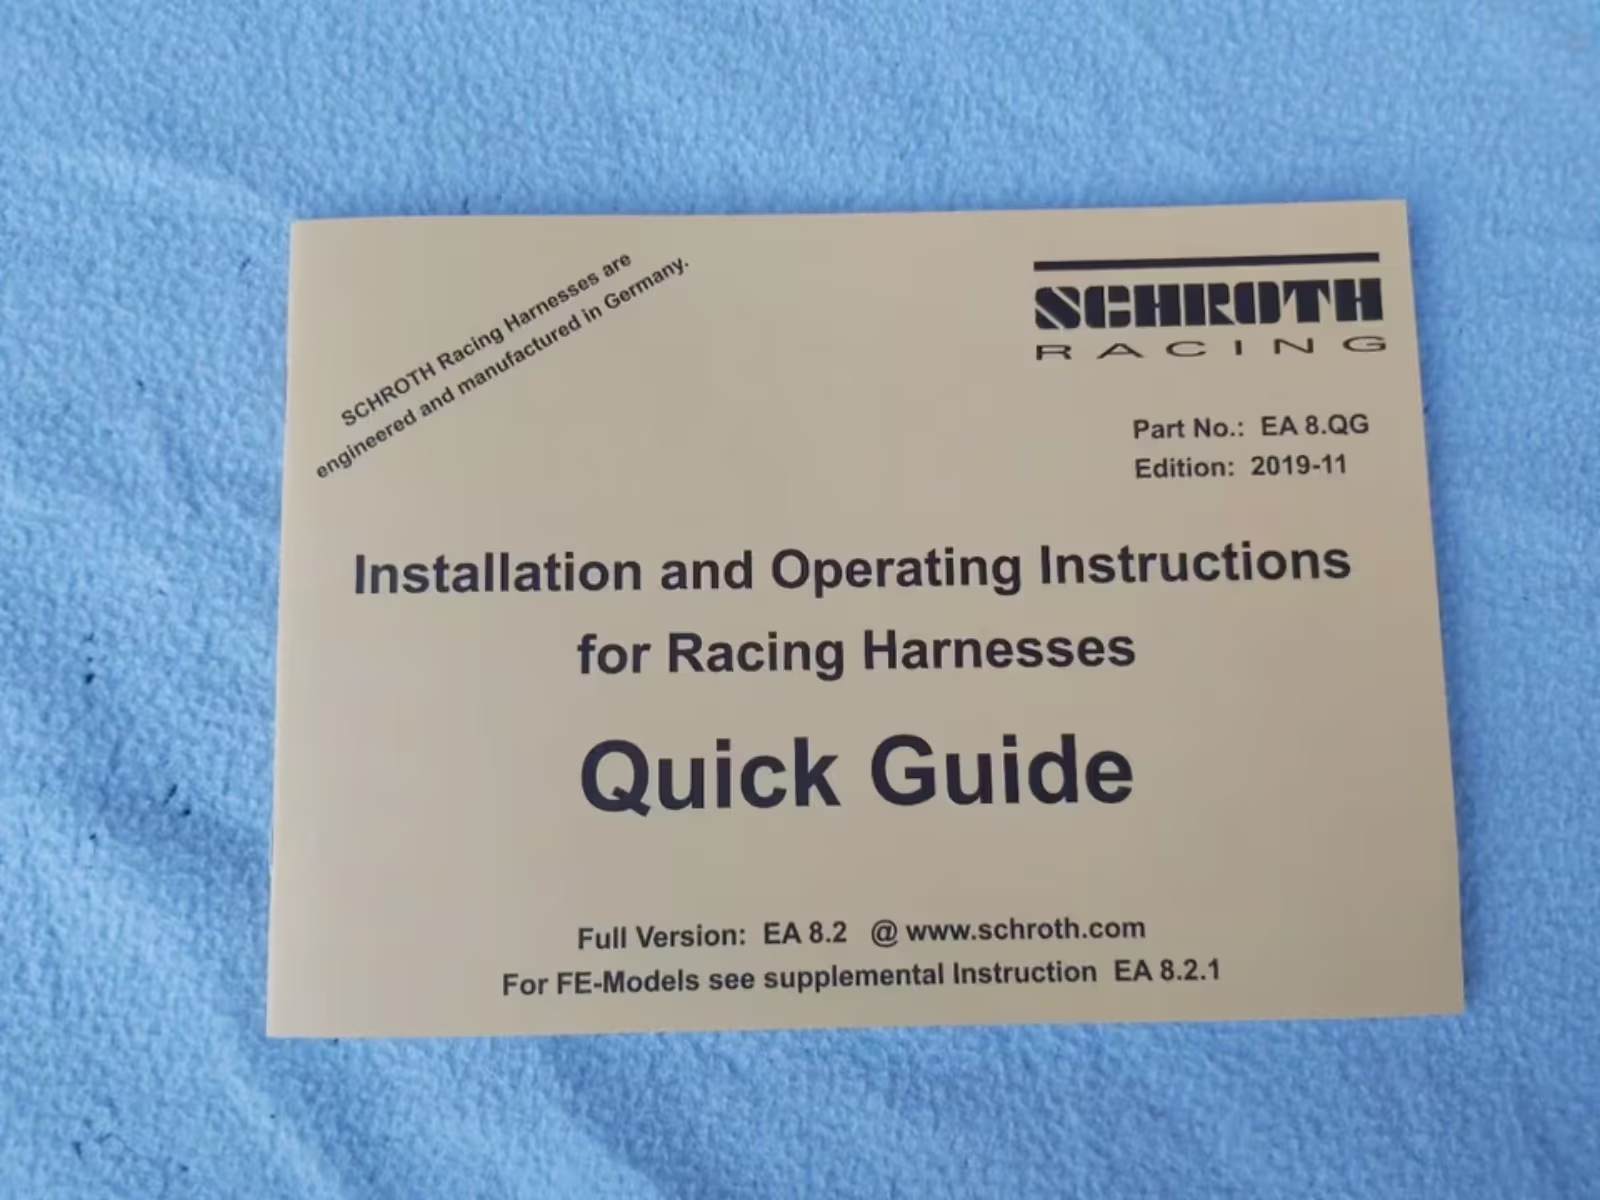 SCHROTH Racing Harnesses are
engineered and manufactured in Germany.
SCHROTH
RACING
Part No.: EA 8.QG
Edition: 2019-11
Installation and Operating Instructions
for Racing Harnesses
Quick Guide
Full Version: EA 8.2 @ www.schroth.com
For FE-Models see supplemental Instruction EA 8.2.1